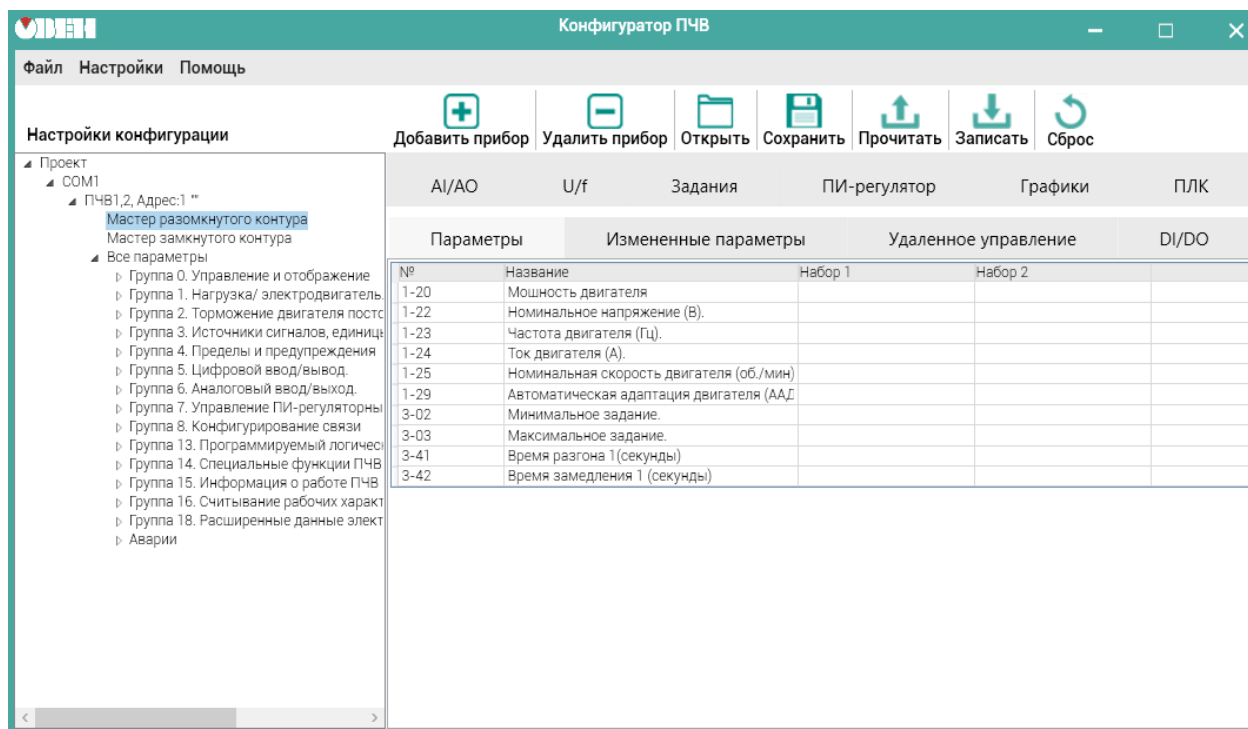 ОВЕН
Конфигуратор ПЧВ
Файл Настройки Помощь
Настройки конфигурации
Добавить прибор Удалить прибор Открыть Сохранить Прочитать Записать Сброс
Проект
COM1
ПЧВ1,2, Адрес:1 ""
Мастер разомкнутого контура
Мастер замкнутого контура
Все параметры
Группа 0. Управление и отображение
Группа 1. Нагрузка/ электродвигатель.
Группа 2. Торможение двигателя посто
Группа 3. Источники сигналов, единиць
Группа 4. Пределы и предупреждения
Группа 5. Цифровой ввод/вывод.
Группа 6. Аналоговый ввод/выход.
Группа 7. Управление ПИ-регуляторны
Группа 8. Конфигурирование связи
Группа 13. Программируемый логичес
Группа 14. Специальные функции ПЧВ
Группа 15. Информация о работе ПЧВ
Группа 16. Считывание рабочих характ
Группа 18. Расширенные данные элект
Аварии
AI/AO U/f Задания ПИ-регулятор Графики ПЛК
Параметры Измененные параметры Удаленное управление DI/DO
№ Название Набор 1 Набор 2
1-20 Мошность двигателя
1-22 Номинальное напряжение (В).
1-23 Частота двигателя (Гц).
1-24 Ток двигателя (А).
1-25 Номинальная скорость двигателя (об./мин)
1-29 Автоматическая адаптация двигателя (ААД
3-02 Минимальное задание.
3-03 Максимальное задание.
3-41 Время разгона 1(секунды)
3-42 Время замедления 1 (секунды)